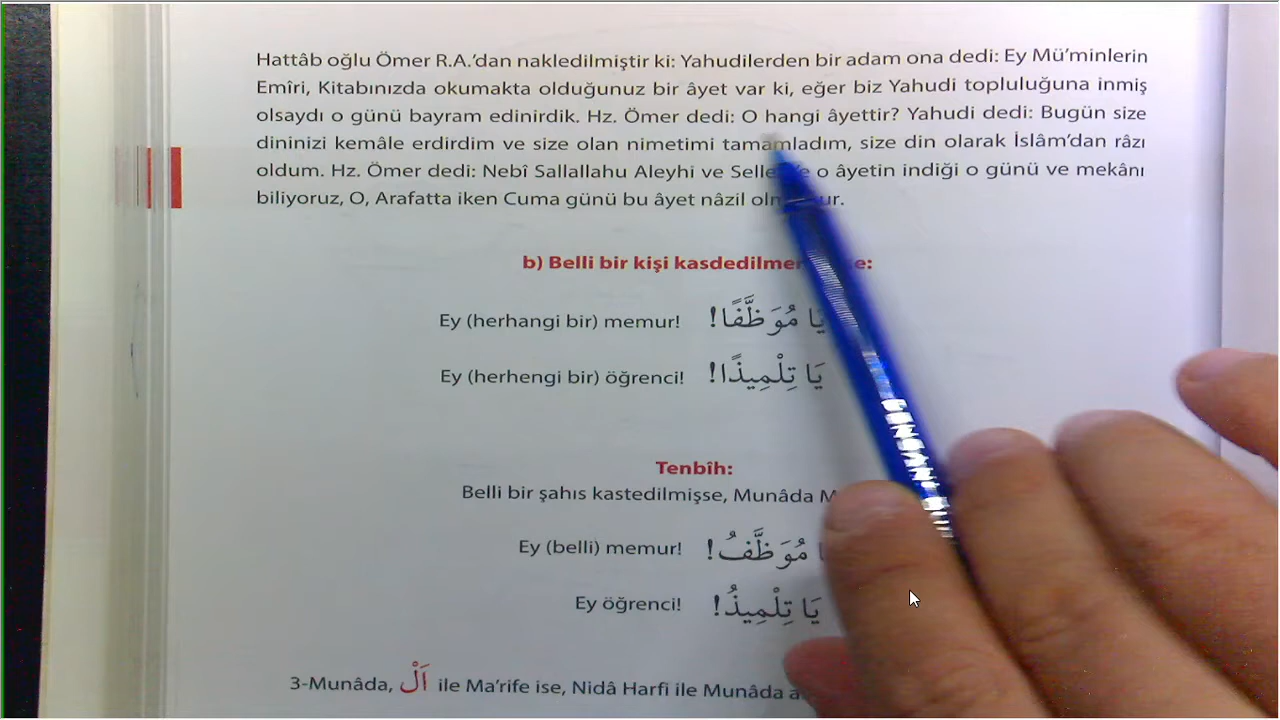 Hattâb oğlu Ömer R.A.’dan nakledilmiştir ki: Yahudilerden bir adam ona dedi: Ey Mü’minlerin
Emîri, Kitabınızda okumakta olduğunuz bir âyet var ki, eğer biz Yahudi topluluğuna inmiş
olsaydı o günü bayram edinirdik. Hz. Ömer dedi: O hangi âyettir? Yahudi dedi: Bugün size
dininizi kemâle erdirdim ve size olan nimetimi tamamladım, size din olarak İslâm’dan râzı
oldum. Hz. Ömer dedi: Nebî Sallallahu Aleyhi ve o âyetin indiği o günü ve mekânı
biliyoruz, O, Arafatta iken Cuma günü bu âyet nâzil
b) Belli bir kişi
Ey (herhangi bir) memur! يَا مُوَظَّفًا!
Ey (herhengi bir) öğrenci! يَا تِلْمِيذًا!
Tenbîh:
Belli bir şahıs kastedilmişse, Munâda
Ey (belli) memur! مُوَظَّفُ!
Ey öğrenci! يَا تِلْمِيذُ!
3-Munâda, اَلْ ile Ma’rife ise, Nidâ Harfi ile Munâda